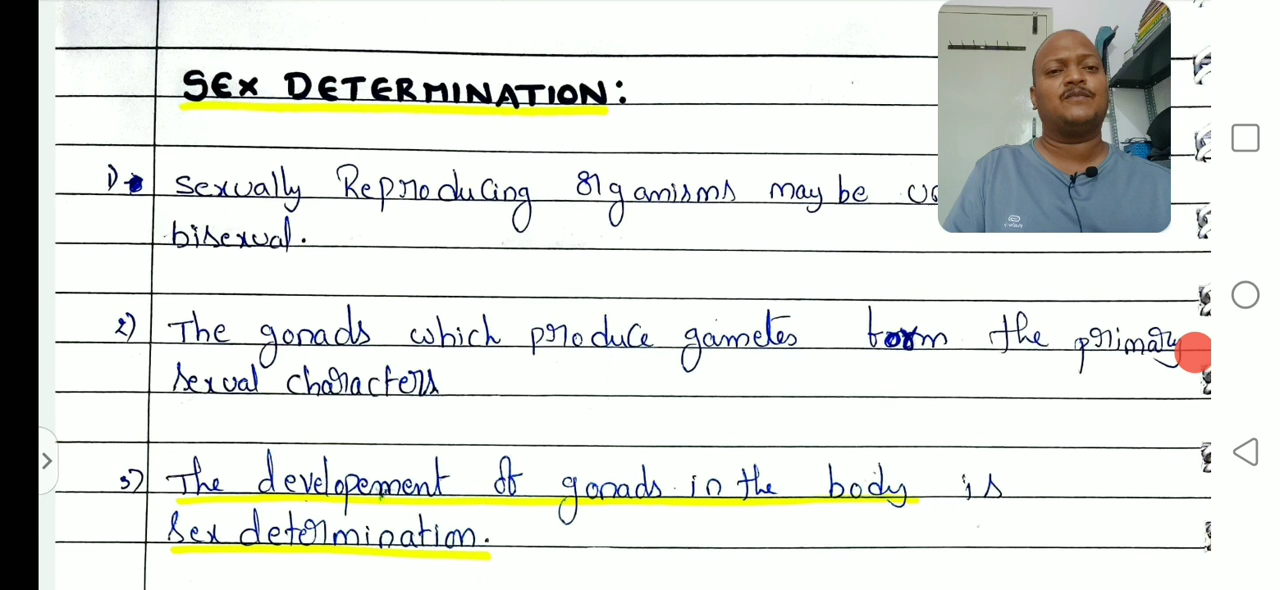 SEX DETERMINATION:
1) Sexually Reproducing organisms may be
bisexual.
2) The gonads which produce gametes form the primary
sexual characters
3) The developement of gonads in the body is
sex determination.